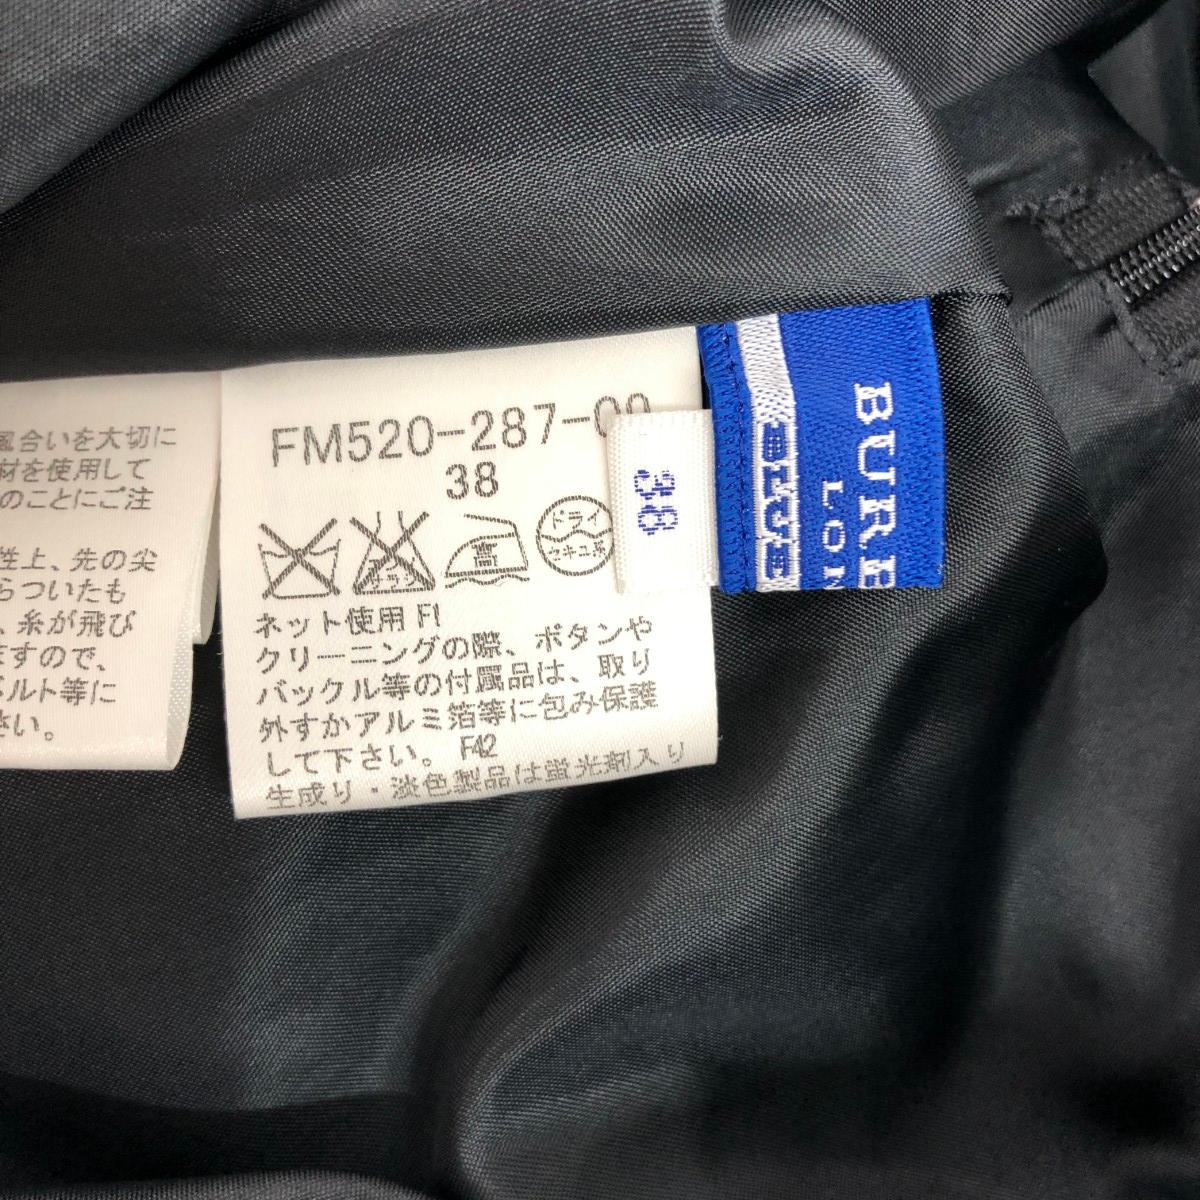 風合いを大切に
材を使用して
のことにご注
性上、先の尖
らついたも
、糸が飛び
ますので、
ベルト等に
さい。
FM520-287-00
38
ドライ
セキユ系
ネット使用 F1
クリーニングの際、ボタンや
バックル等の付属品は、取り
外すかアルミ箔等に包み保護
して下さい。 F42
生成り・淡色製品は蛍光剤入り
38
BURBE
LON
BLUE